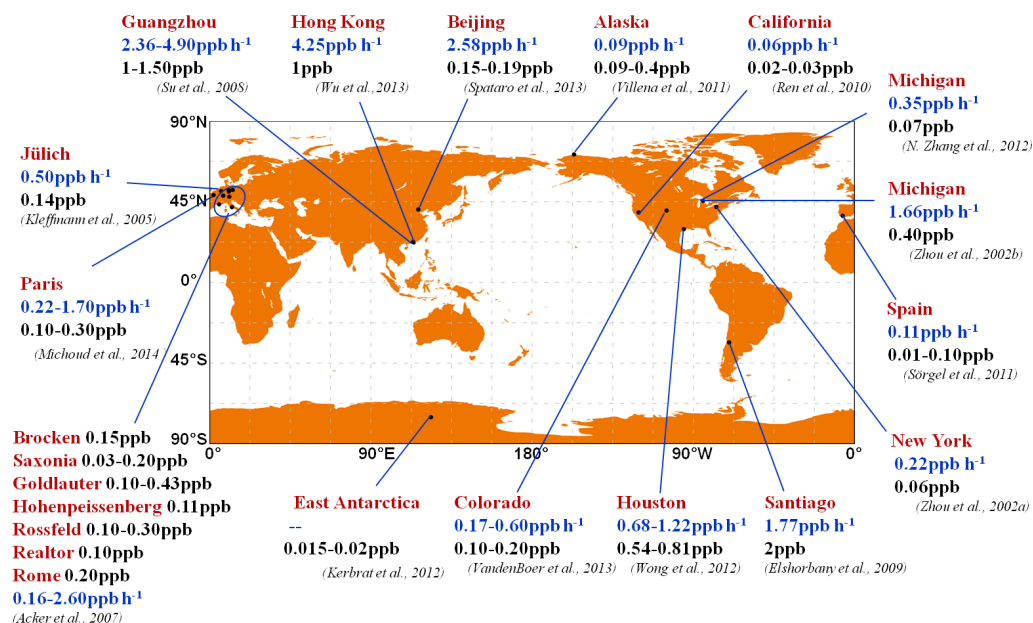 Guangzhou
2.36-4.90ppb h-1
1-1.50ppb
(Su et al., 2008)
Hong Kong
4.25ppb h-1
1ppb
(Wu et al.,2013)
Beijing
2.58ppb h-1
0.15-0.19ppb
(Spataro et al., 2013)
Alaska
0.09ppb h-1
0.09-0.4ppb
(Villena et al., 2011)
California
0.06ppb h-1
0.02-0.03ppb
(Ren et al., 2010)
Michigan
0.35ppb h-1
0.07ppb
(N. Zhang et al., 2012)
Jülich
0.50ppb h-1
0.14ppb
(Kleffmann et al., 2005)
Michigan
1.66ppb h-1
0.40ppb
(Zhou et al., 2002b)
Paris
0.22-1.70ppb h-1
0.10-0.30ppb
(Michoud et al., 2014
Spain
0.11ppb h-1
0.01-0.10ppb
(Sörgel et al., 2011)
90°N
45°N
0°
45°S
90°S
0°
90°E
180°
90°W
0°
Brocken 0.15ppb
Saxonia 0.03-0.20ppb
Goldlauter 0.10-0.43ppb
Hohenpeissenberg 0.11ppb
Rossfeld 0.10-0.30ppb
Realtor 0.10ppb
Rome 0.20ppb
0.16-2.60ppb h-1
(Acker et al., 2007)
East Antarctica
--
0.015-0.02ppb
(Kerbrat et al., 2012)
Colorado
0.17-0.60ppb h-1
0.10-0.20ppb
(VandenBoer et al., 2013)
Houston
0.68-1.22ppb h-1
0.54-0.81ppb
(Wong et al., 2012)
Santiago
1.77ppb h-1
2ppb
(Elshorbany et al., 2009)
New York
0.22ppb h-1
0.06ppb
(Zhou et al., 2002a)